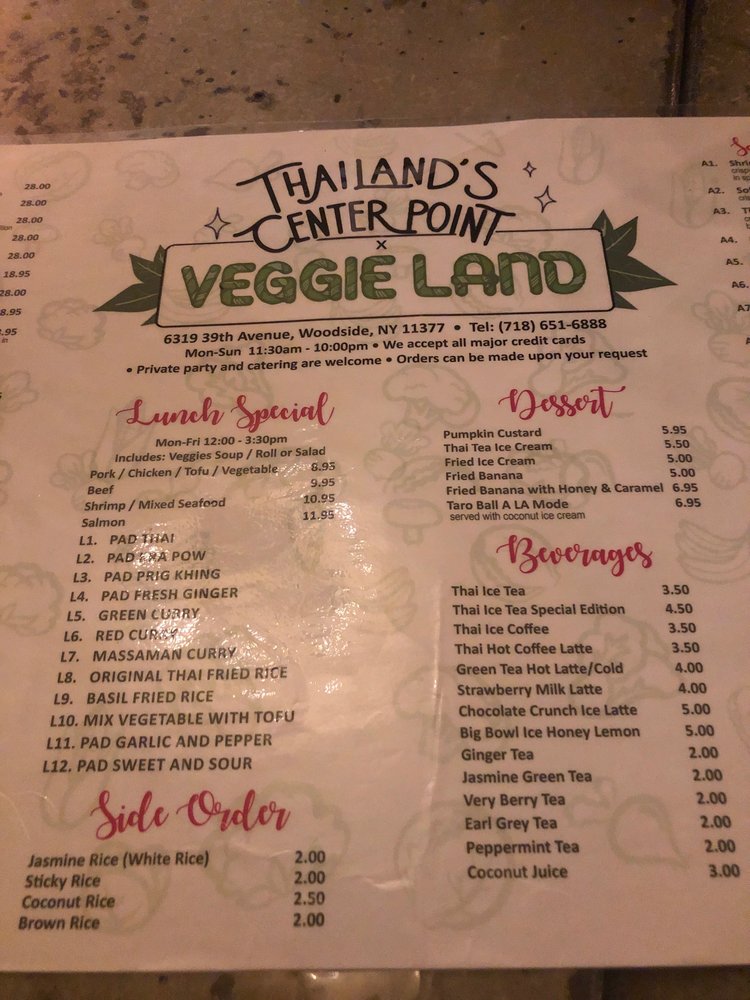 28.00
28.00
28.00
28.00
28.00
18.95
28.00
THAILAND'S
CENTER POINT
X
VEGGIE LAND
6319 39th Avenue, Woodside, NY 11377 • Tel: (718) 651-6888
Mon-Sun 11:30am - 10:00pm • We accept all major credit cards
• Private party and catering are welcome • Orders can be made upon your request
Lunch Special
Mon-Fri 12:00 - 3:30pm
Includes: Veggies Soup / Roll or Salad
Pork / Chicken / Tofu / Vegetable 8.95
Beef 9.95
Shrimp / Mixed Seafood 10.95
Salmon 11.95
L1. PAD THAI
L2. PAD KRA POW
L3. PAD PRIG KHING
L4. PAD FRESH GINGER
L5. GREEN CURRY
L6. RED CURRY
L7. MASSAMAN CURRY
L8. ORIGINAL THAI FRIED RICE
L9. BASIL FRIED RICE
L10. MIX VEGETABLE WITH TOFU
L11. PAD GARLIC AND PEPPER
L12. PAD SWEET AND SOUR
Side Order
Jasmine Rice (White Rice) 2.00
Sticky Rice 2.00
Coconut Rice 2.50
Brown Rice 2.00
Dessert
Pumpkin Custard 5.95
Thai Tea Ice Cream 5.50
Fried Ice Cream 5.00
Fried Banana 5.00
Fried Banana with Honey & Caramel 6.95
Taro Ball A LA Mode 6.95
served with coconut ice cream
Beverages
Thai Ice Tea 3.50
Thai Ice Tea Special Edition 4.50
Thai Ice Coffee 3.50
Thai Hot Coffee Latte 3.50
Green Tea Hot Latte/Cold 4.00
Strawberry Milk Latte 4.00
Chocolate Crunch Ice Latte 5.00
Big Bowl Ice Honey Lemon 5.00
Ginger Tea 2.00
Jasmine Green Tea 2.00
Very Berry Tea 2.00
Earl Grey Tea 2.00
Peppermint Tea 2.00
Coconut Juice 3.00
A1.
A2.
A3.
A4.
A5.
A6.